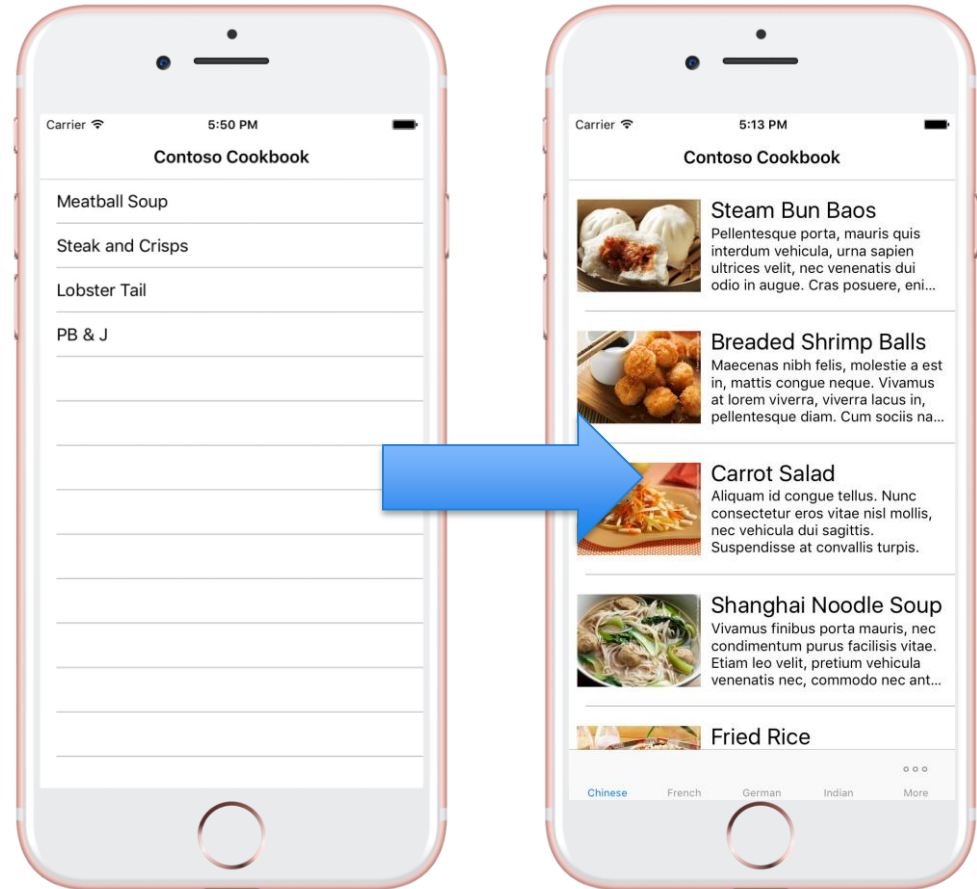 Carrier
5:50 PM
Contoso Cookbook
Meatball Soup
Steak and Crisps
Lobster Tail
PB & J
Carrier
5:13 PM
Contoso Cookbook
Steam Bun Baos
Pellentesque porta, mauris quis
interdum vehicula, urna sapien
ultrices velit, nec venenatis dui
odio in augue. Cras posuere, eni...
Breaded Shrimp Balls
Maecenas nibh felis, molestie a est
in, mattis congue neque. Vivamus
at lorem viverra, viverra lacus in,
pellentesque diam. Cum sociis na...
Carrot Salad
Aliquam id congue tellus. Nunc
consectetur eros vitae nisl mollis,
nec vehicula dui sagittis.
Suspendisse at convallis turpis.
Shanghai Noodle Soup
Vivamus finibus porta mauris, nec
condimentum purus facilisis vitae.
Etiam leo velit, pretium vehicula
venenatis nec, commodo nec ant...
Fried Rice
Chinese French German Indian More